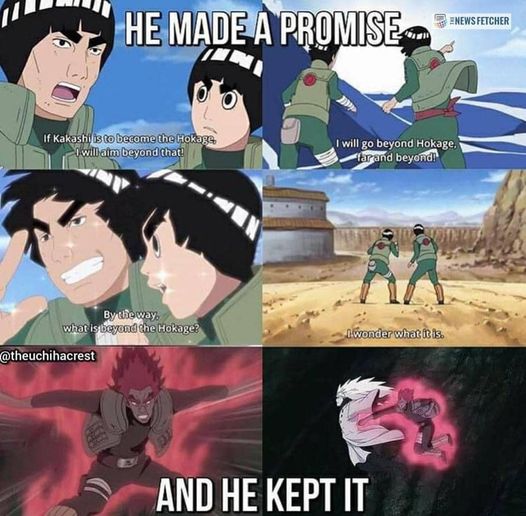 HE MADE A PROMISE
THE NEWS FETCHER
If Kakashi is to become the Hokage,
I will aim beyond that!
I will go beyond Hokage,
far and beyond!
By the way,
what is beyond the Hokage?
I wonder what it is.
@theuchihacrest
AND HE KEPT IT